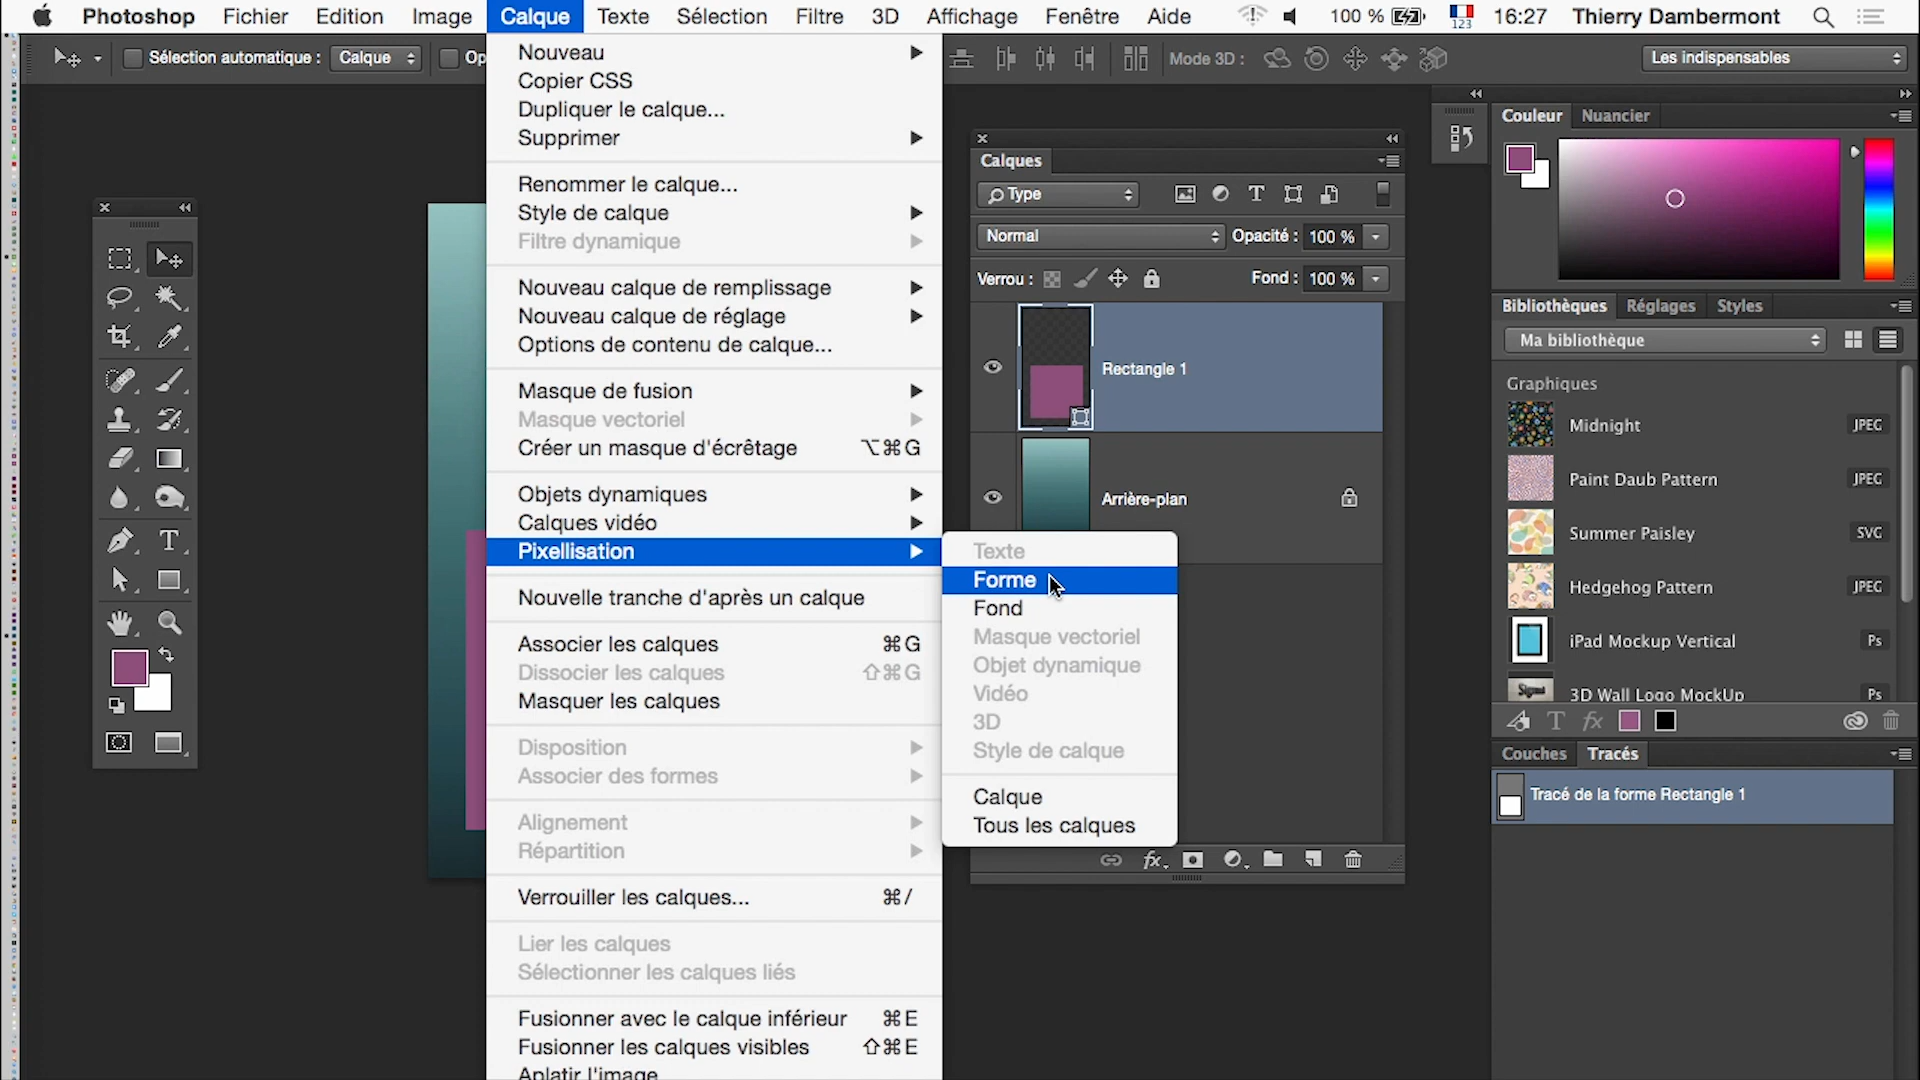 Photoshop Fichier Edition Image Calque Texte Sélection Filtre 3D Affichage Fenêtre Aide 100 % 123 16:27 Thierry Dambermont
Sélection automatique : Calque Op
Mode 3D : Les indispensables
Nouveau
Copier CSS
Dupliquer le calque...
Supprimer
Renommer le calque...
Style de calque
Filtre dynamique
Nouveau calque de remplissage
Nouveau calque de réglage
Options de contenu de calque...
Masque de fusion
Masque vectoriel
Créer un masque d'écrêtage ⌥⌘G
Objets dynamiques
Calques vidéo
Pixellisation
Nouvelle tranche d'après un calque
Associer les calques ⌘G
Dissocier les calques ⇧⌘G
Masquer les calques
Disposition
Associer des formes
Alignement
Répartition
Verrouiller les calques... ⌘/
Lier les calques
Sélectionner les calques liés
Fusionner avec le calque inférieur ⌘E
Fusionner les calques visibles ⇧⌘E
Aplatir l'image
Texte
Forme
Fond
Masque vectoriel
Objet dynamique
Vidéo
3D
Style de calque
Calque
Tous les calques
Calques
Type
Normal Opacité : 100 %
Verrou : Fond : 100 %
Rectangle 1
Arrière-plan
fx
Couleur Nuancier
Bibliothèques Réglages Styles
Ma bibliothèque
Graphiques
Midnight JPEG
Paint Daub Pattern JPEG
Summer Paisley SVG
Hedgehog Pattern JPEG
iPad Mockup Vertical Ps
3D Wall Logo MockUp Ps
T fx
Couches Tracés
Tracé de la forme Rectangle 1